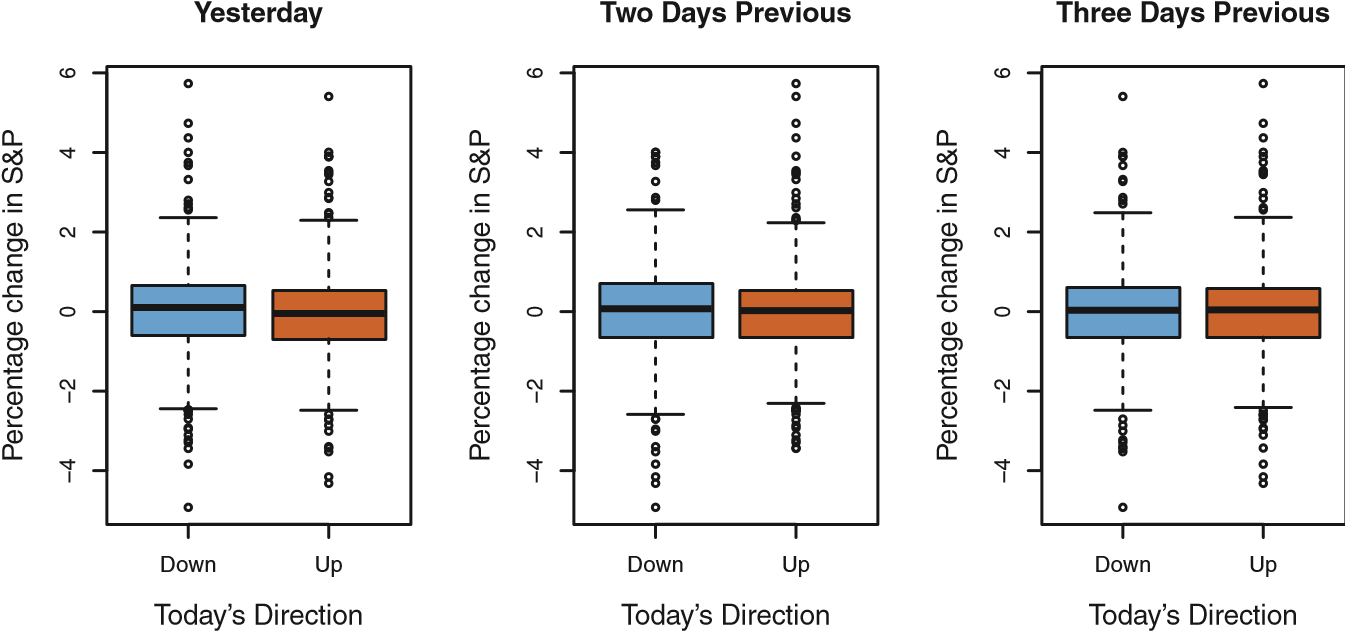 Yesterday
Two Days Previous
Three Days Previous
Percentage change in S&P
6
4
2
0
−2
−4
Down
Up
Today’s Direction
Percentage change in S&P
6
4
2
0
−2
−4
Down
Up
Today’s Direction
Percentage change in S&P
6
4
2
0
−2
−4
Down
Up
Today’s Direction